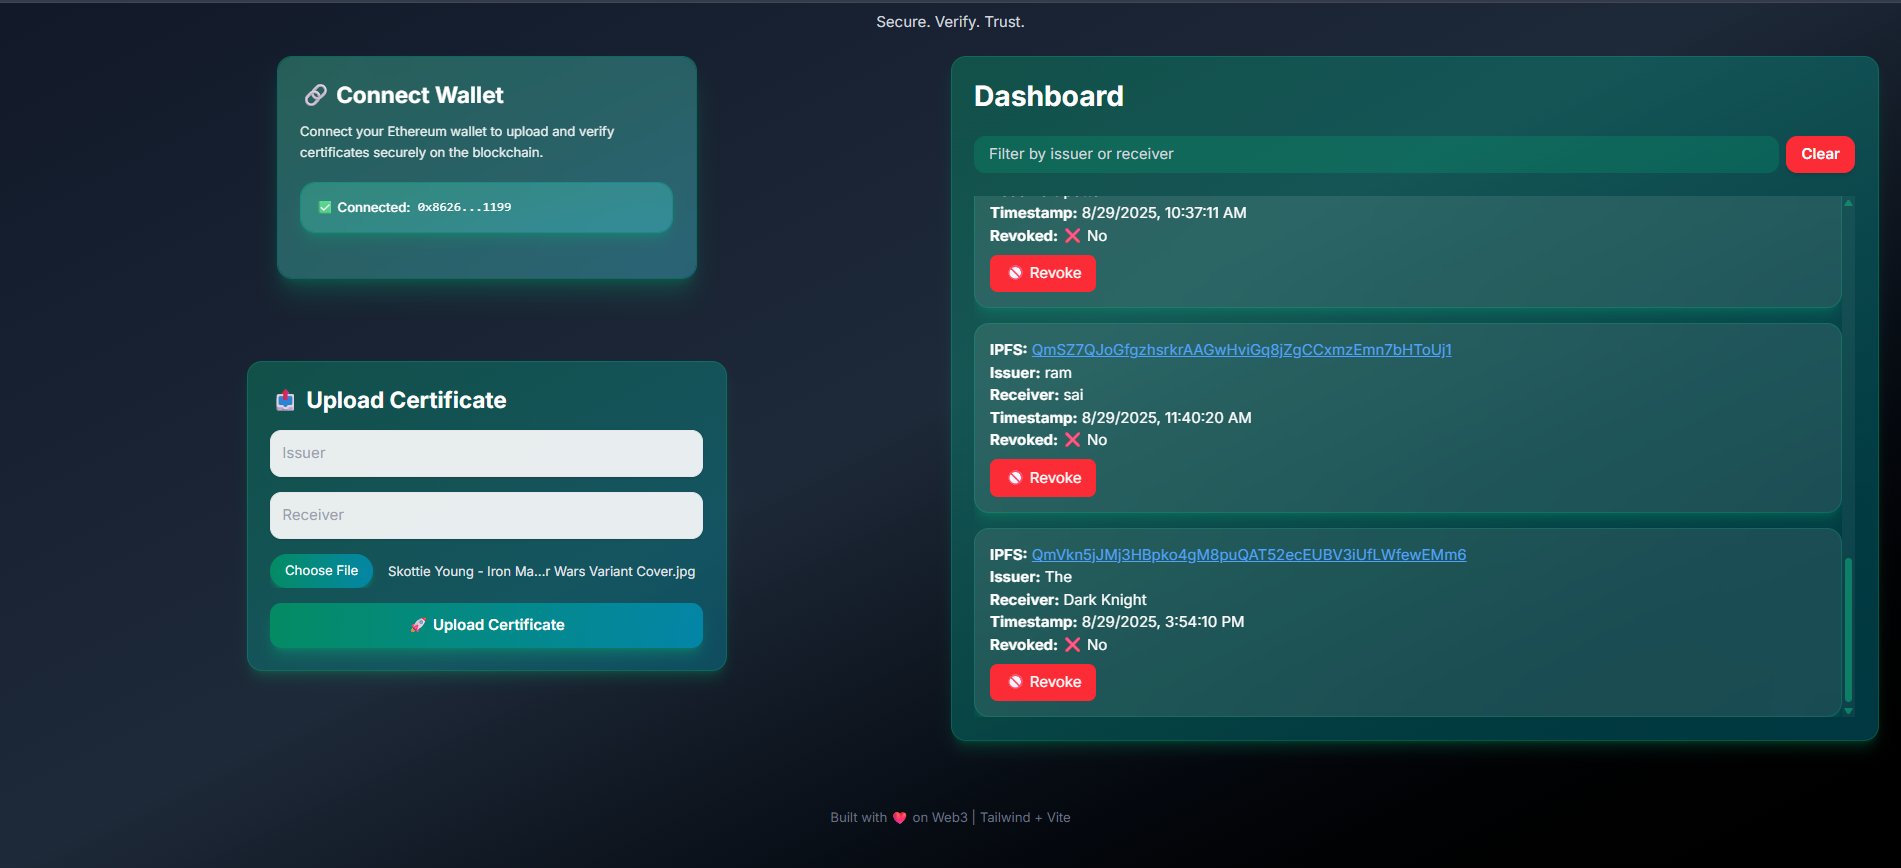 Secure. Verify. Trust.
🔗 Connect Wallet
Connect your Ethereum wallet to upload and verify
certificates securely on the blockchain.
✅ Connected: 0x8626...1199
📤 Upload Certificate
Issuer
Receiver
Choose File Skottie Young - Iron Ma...r Wars Variant Cover.jpg
🚀 Upload Certificate
Dashboard
Filter by issuer or receiver Clear
Timestamp: 8/29/2025, 10:37:11 AM
Revoked: ❌ No
🚫 Revoke
IPFS: QmSZ7QJoGfgzhsrkrAAGwHviGq8jZgCCxmzEmn7bHToUj1
Issuer: ram
Receiver: sai
Timestamp: 8/29/2025, 11:40:20 AM
Revoked: ❌ No
🚫 Revoke
IPFS: QmVkn5jJMj3HBpko4gM8puQAT52ecEUBV3iUfLWfewEMm6
Issuer: The
Receiver: Dark Knight
Timestamp: 8/29/2025, 3:54:10 PM
Revoked: ❌ No
🚫 Revoke
Built with ❤️ on Web3 | Tailwind + Vite